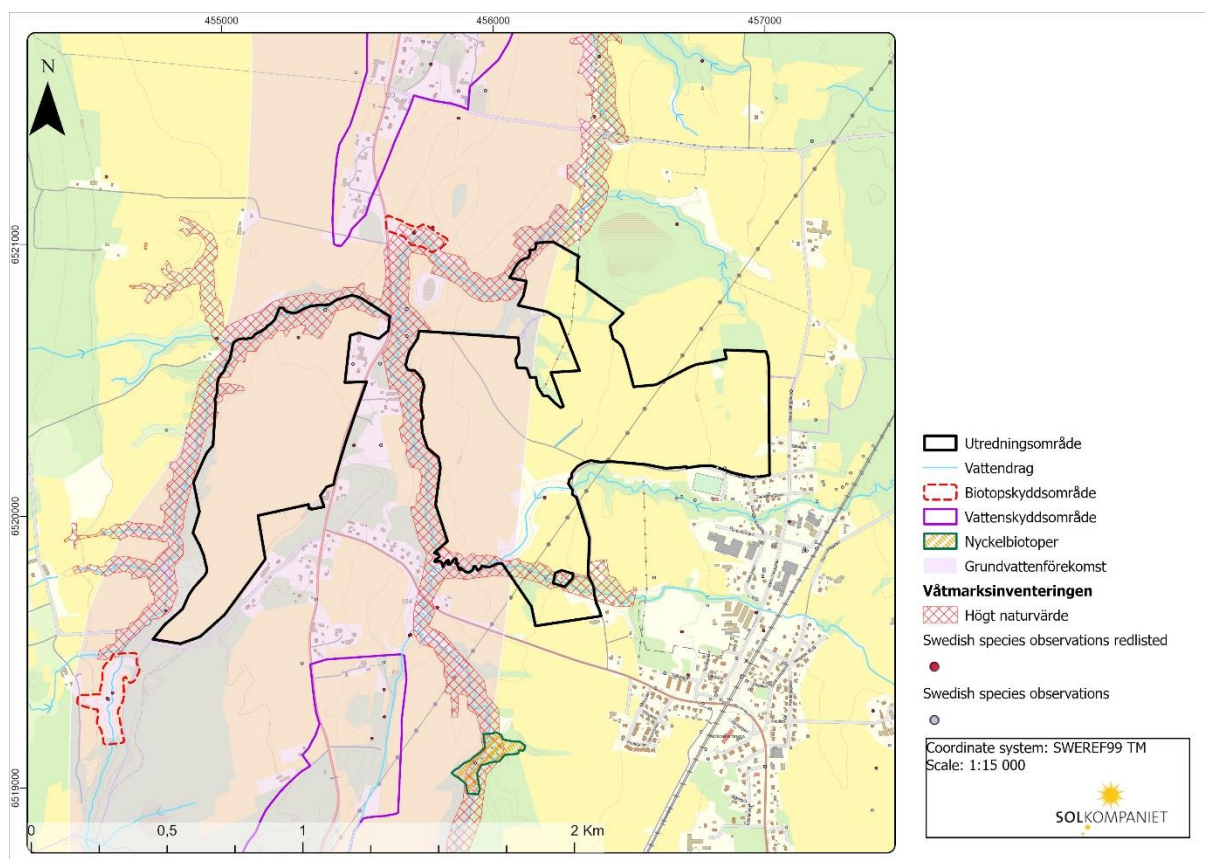 455000
456000
457000
N
6521000
6520000
6519000
0
0,5
1
2 Km
Utredningsområde
Vattendrag
Biotopskyddsområde
Vattenskyddsområde
Nyckelbiotoper
Grundvattenförekomst
Våtmarksinventeringen
Högt naturvärde
Swedish species observations redlisted
Swedish species observations
Coordinate system: SWEREF99 TM
Scale: 1:15 000
SOLKOMPANIET